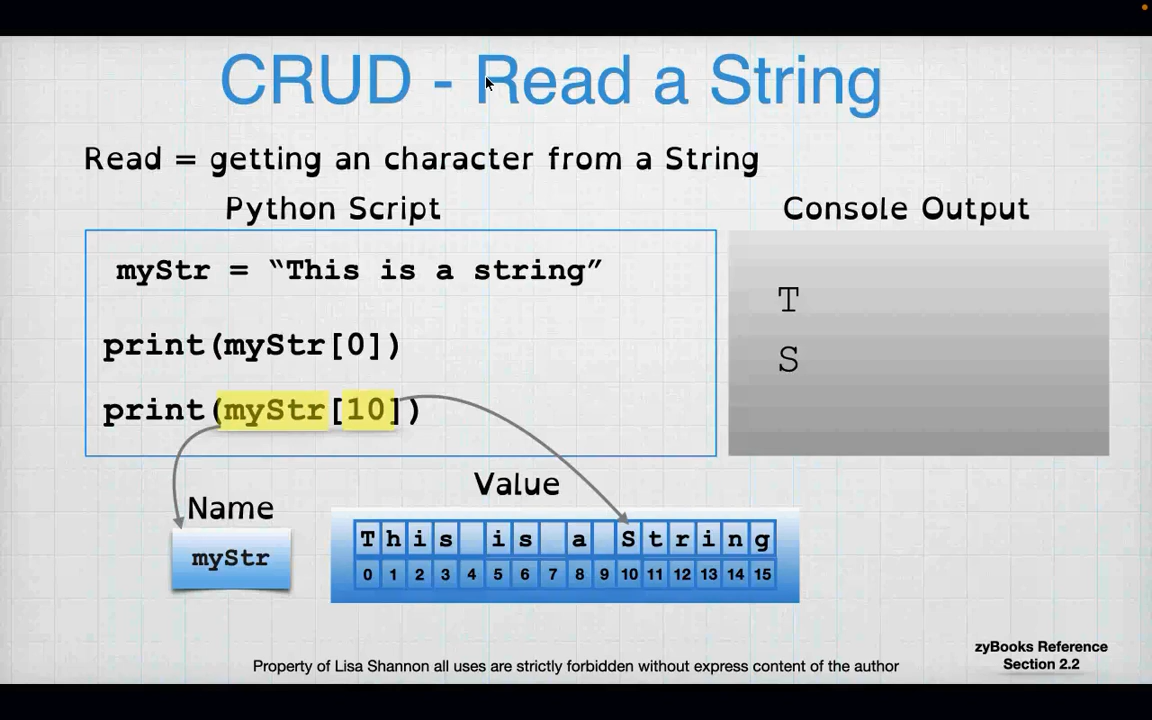 CRUD - Read a String
Read = getting an character from a String
Python Script
Console Output
myStr = “This is a string”
T
print(myStr[0])
S
print(myStr[10])
Value
Name
myStr
T h i s i s a S t r i n g
0 1 2 3 4 5 6 7 8 9 10 11 12 13 14 15
zyBooks Reference
Section 2.2
Property of Lisa Shannon all uses are strictly forbidden without express content of the author